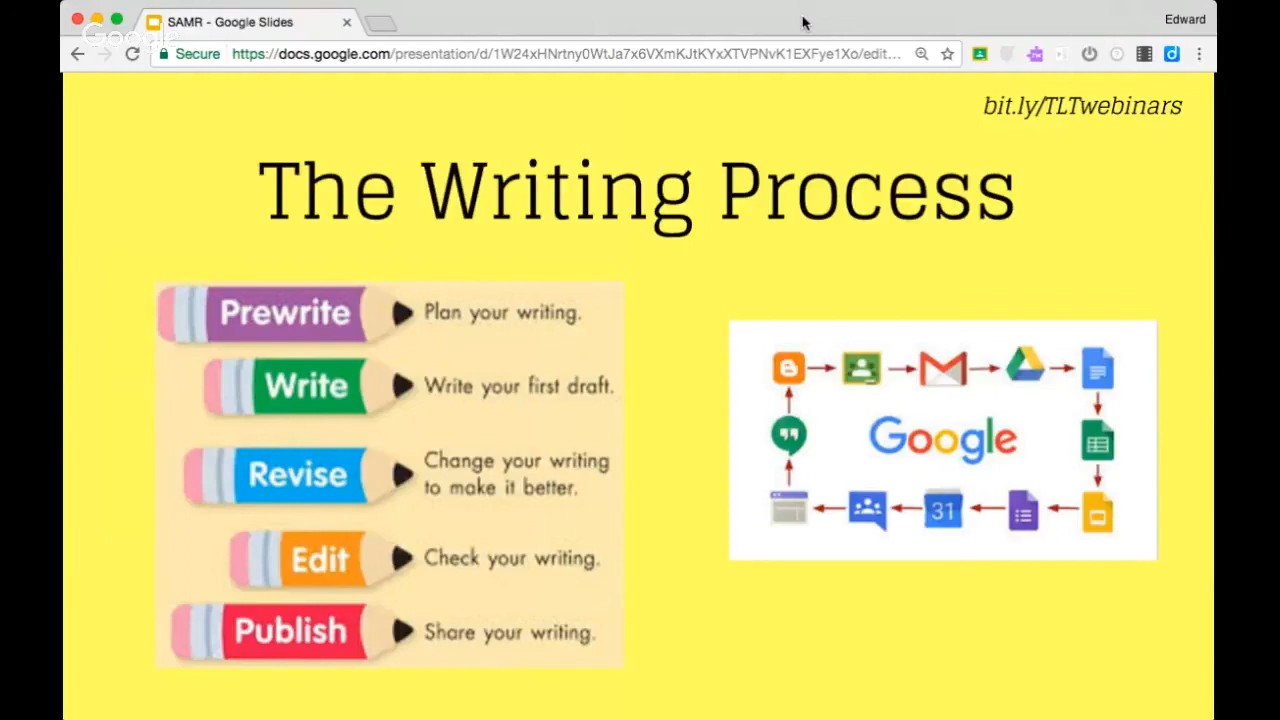 SAMR - Google Slides
Edward
Google
Secure https://docs.google.com/presentation/d/1W24xHNrtny0WtJa7x6VXmKJtKYxXTVPNvK1EXFye1Xo/edit...
bit.ly/TLTwebinars
The Writing Process
Prewrite Plan your writing.
Write Write your first draft.
Revise Change your writing
to make it better.
Edit Check your writing.
Publish Share your writing.
Google
31